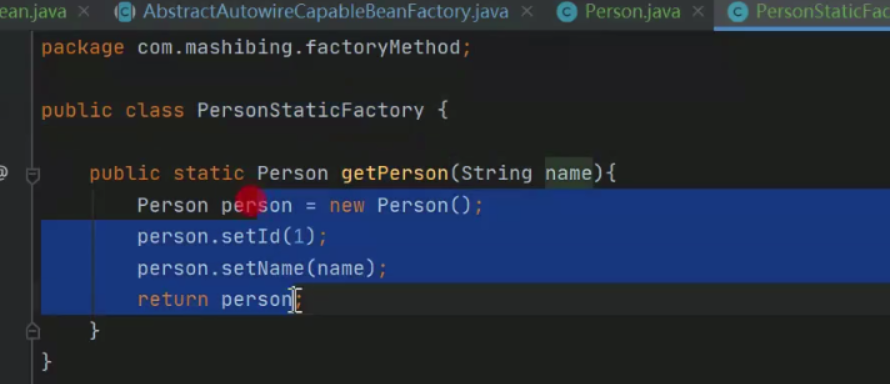 ean.java × AbstractAutowireCapableBeanFactory.java × Person.java × PersonStaticFac
package com.mashibing.factoryMethod;
public class PersonStaticFactory {
@ public static Person getPerson(String name){
Person person = new Person();
person.setId(1);
person.setName(name);
return person;
}
}